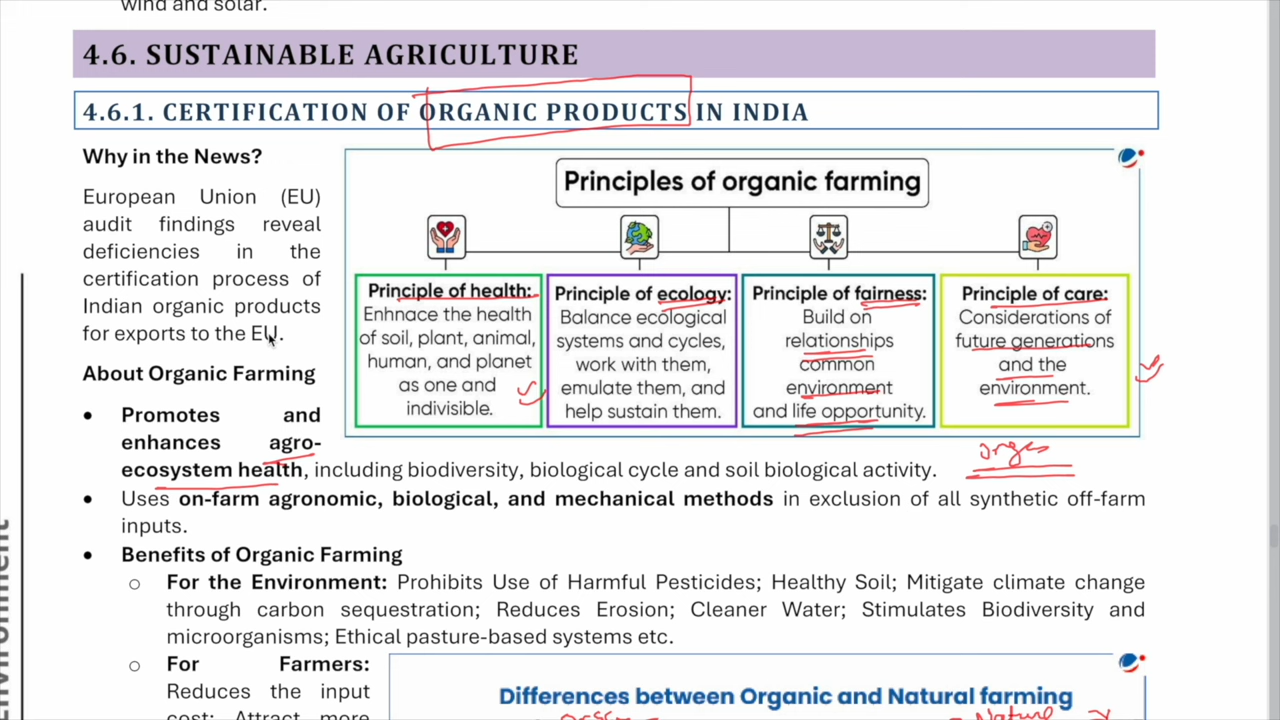 wind and solar.
4.6. SUSTAINABLE AGRICULTURE
4.6.1. CERTIFICATION OF ORGANIC PRODUCTS IN INDIA
Why in the News?
European Union (EU)
audit findings reveal
deficiencies in the
certification process of
Indian organic products
for exports to the EU.
Principles of organic farming
Principle of health:
Enhnace the health
of soil, plant, animal,
human, and planet
as one and
indivisible.
Principle of ecology:
Balance ecological
systems and cycles,
work with them,
emulate them, and
help sustain them.
Principle of fairness:
Build on
relationships
common
environment
and life opportunity.
Principle of care:
Considerations of
future generations
and the
environment.
About Organic Farming
• Promotes and
enhances agro-
ecosystem health, including biodiversity, biological cycle and soil biological activity.
• Uses on-farm agronomic, biological, and mechanical methods in exclusion of all synthetic off-farm
inputs.
• Benefits of Organic Farming
o For the Environment: Prohibits Use of Harmful Pesticides; Healthy Soil; Mitigate climate change
through carbon sequestration; Reduces Erosion; Cleaner Water; Stimulates Biodiversity and
microorganisms; Ethical pasture-based systems etc.
o For Farmers:
Reduces the input
cost; Attract more
Differences between Organic and Natural farming
Nature
Environment